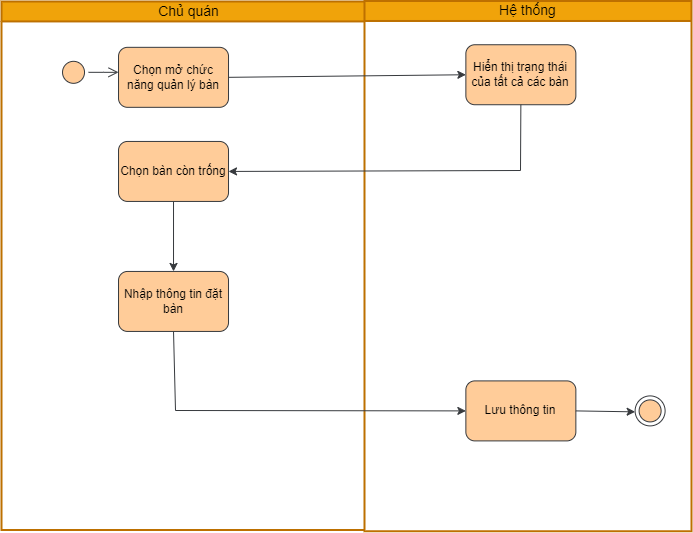 Chủ quán
Hệ thống
Chọn mở chức
năng quản lý bàn
Hiển thị trạng thái
của tất cả các bàn
Chọn bàn còn trống
Nhập thông tin đặt
bàn
Lưu thông tin